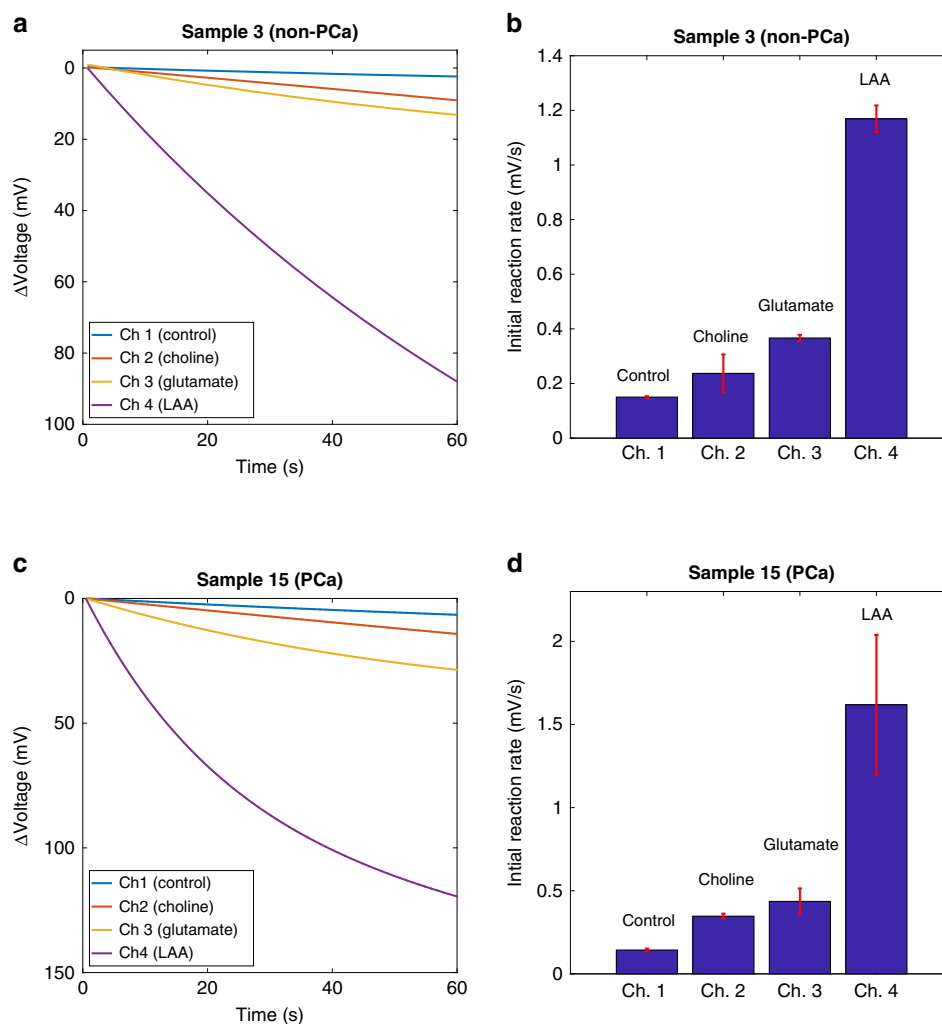 a
Sample 3 (non-PCa)
0
20
40
60
80
100
ΔVoltage (mV)
Ch 1 (control)
Ch 2 (choline)
Ch 3 (glutamate)
Ch 4 (LAA)
0 20 40 60
Time (s)
b
Sample 3 (non-PCa)
1.4
1.2
1
0.8
0.6
0.4
0.2
0
Initial reaction rate (mV/s)
Control
Choline
Glutamate
LAA
Ch. 1 Ch. 2 Ch. 3 Ch. 4
c
Sample 15 (PCa)
0
50
100
150
ΔVoltage (mV)
Ch1 (control)
Ch2 (choline)
Ch 3 (glutamate)
Ch4 (LAA)
0 20 40 60
Time (s)
d
Sample 15 (PCa)
2
1.5
1
0.5
0
Intiial reaction rate (mV/s)
Control
Choline
Glutamate
LAA
Ch. 1 Ch. 2 Ch. 3 Ch. 4